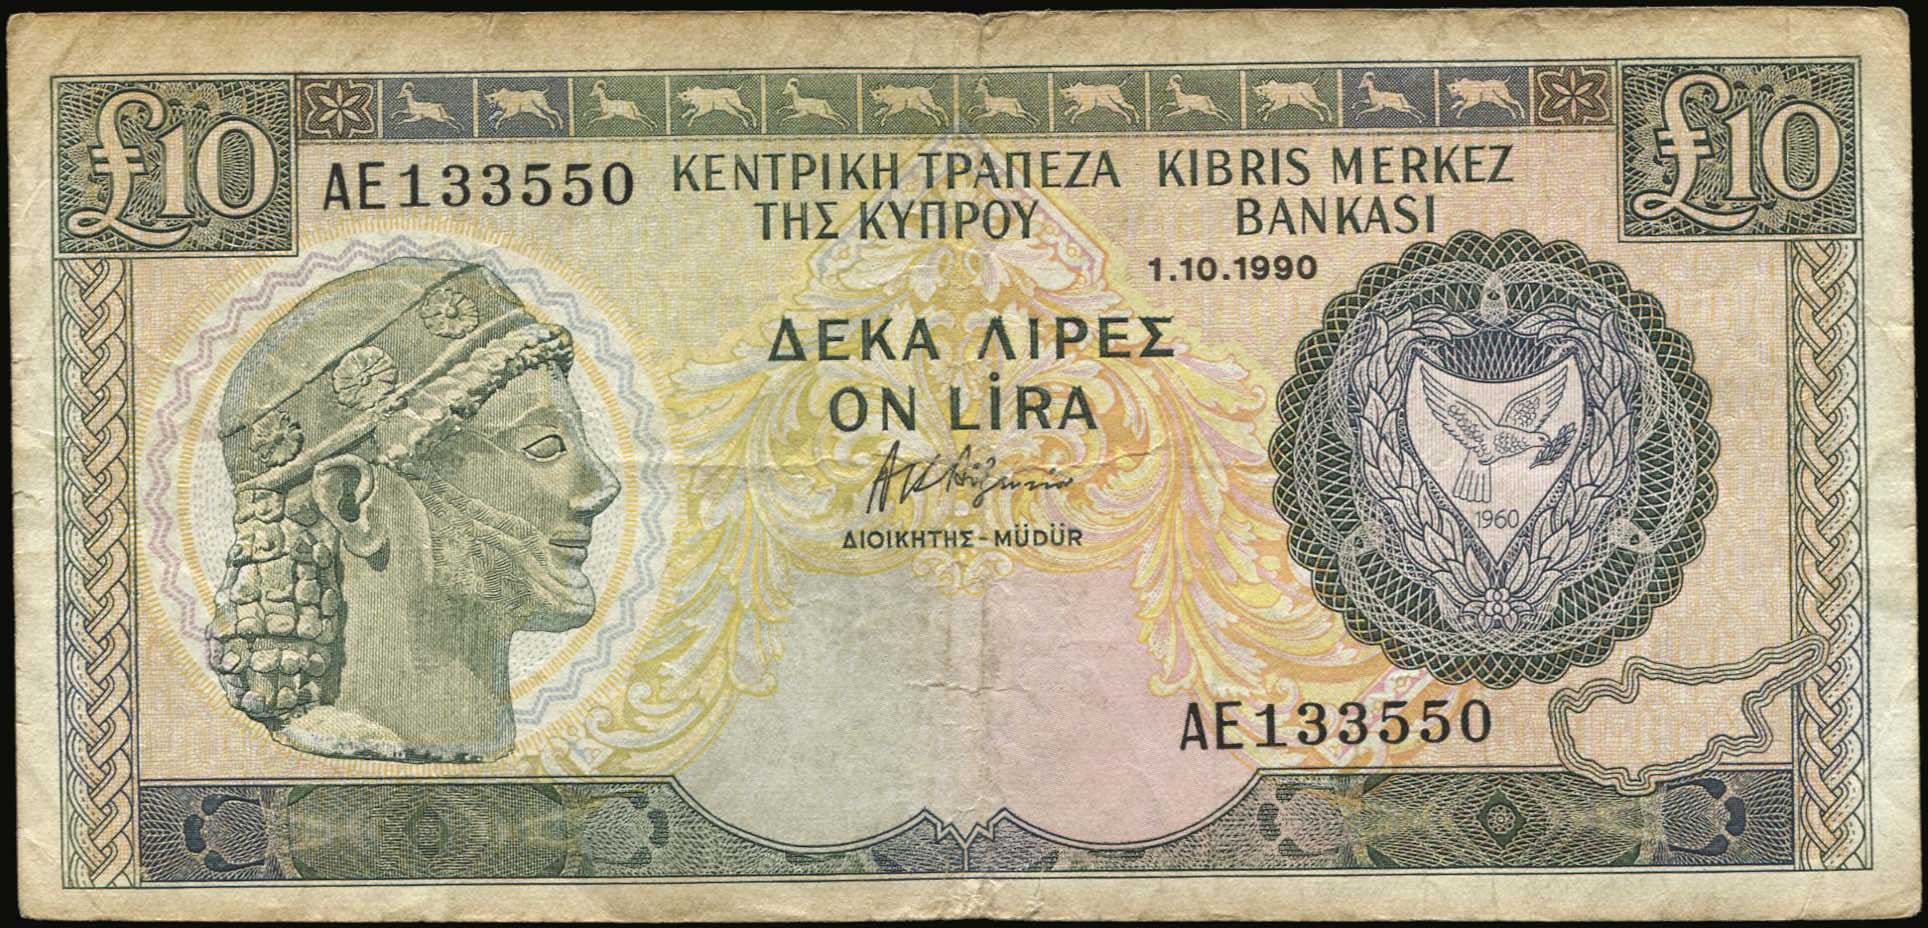 £10
£10
AE133550
ΚΕΝΤΡΙΚΗ ΤΡΑΠΕΖΑ
ΤΗΣ ΚΥΠΡΟΥ
KIBRIS MERKEZ
BANKASI
1.10.1990
ΔΕΚΑ ΛΙΡΕΣ
ON LİRA
ΔΙΟΙΚΗΤΗΣ-MÜDÜR
1960
AE133550